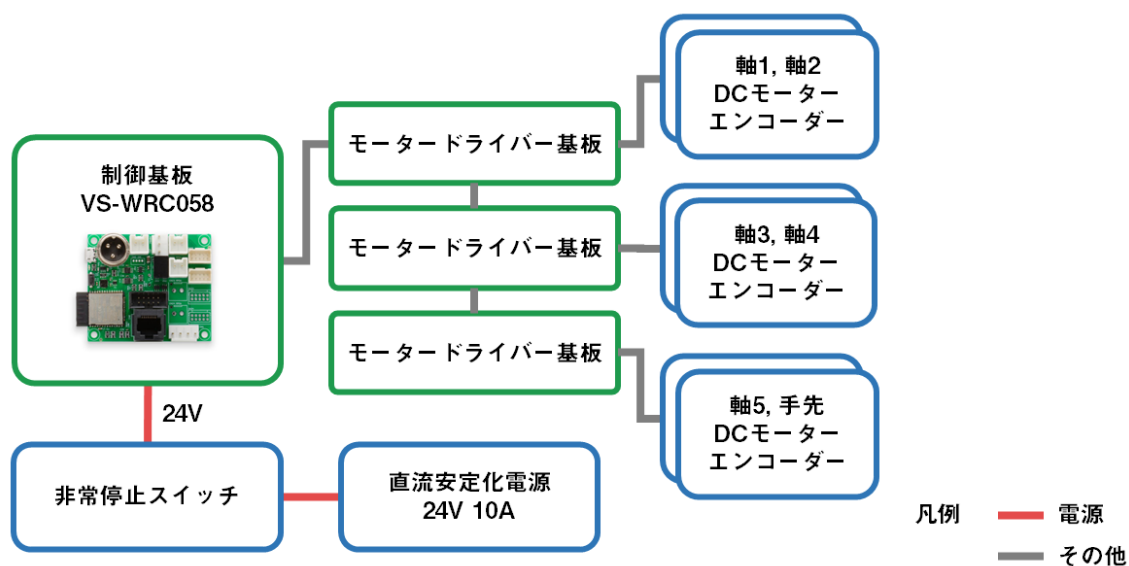 制御基板
VS-WRC058
モータードライバー基板
モータードライバー基板
モータードライバー基板
軸1, 軸2
DCモーター
エンコーダー
軸3, 軸4
DCモーター
エンコーダー
軸5, 手先
DCモーター
エンコーダー
24V
非常停止スイッチ
直流安定化電源
24V 10A
凡例
電源
その他